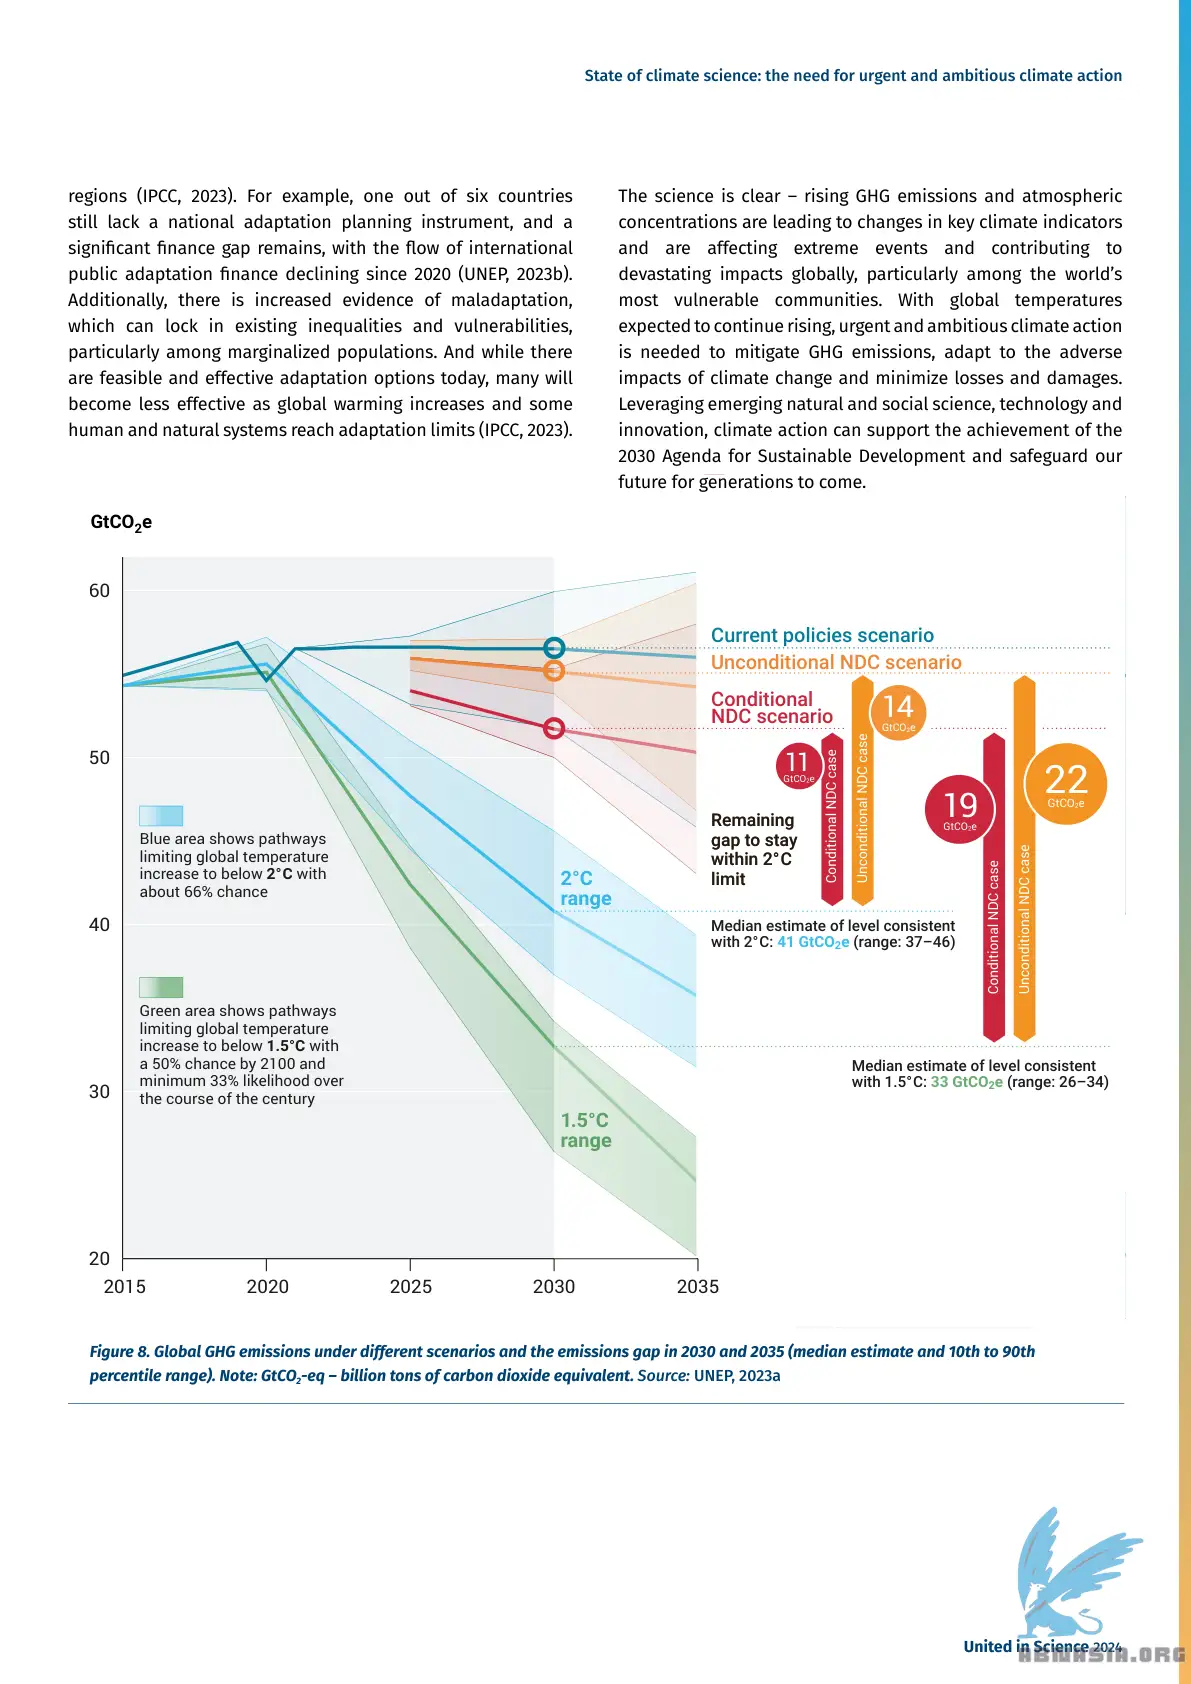 State of climate science: the need for urgent and ambitious climate action
regions (IPCC, 2023). For example, one out of six countries
still lack a national adaptation planning instrument, and a
significant finance gap remains, with the flow of international
public adaptation finance declining since 2020 (UNEP, 2023b).
Additionally, there is increased evidence of maladaptation,
which can lock in existing inequalities and vulnerabilities,
particularly among marginalized populations. And while there
are feasible and effective adaptation options today, many will
become less effective as global warming increases and some
human and natural systems reach adaptation limits (IPCC, 2023).
The science is clear – rising GHG emissions and atmospheric
concentrations are leading to changes in key climate indicators
and are affecting extreme events and contributing to
devastating impacts globally, particularly among the world's
most vulnerable communities. With global temperatures
expected to continue rising, urgent and ambitious climate action
is needed to mitigate GHG emissions, adapt to the adverse
impacts of climate change and minimize losses and damages.
Leveraging emerging natural and social science, technology and
innovation, climate action can support the achievement of the
2030 Agenda for Sustainable Development and safeguard our
future for generations to come.
GtCO₂e
60
50
40
30
20
2015
2020
2025
2030
2035
Blue area shows pathways
limiting global temperature
increase to below 2°C with
about 66% chance
Green area shows pathways
limiting global temperature
increase to below 1.5°C with
a 50% chance by 2100 and
minimum 33% likelihood over
the course of the century
2°C
range
1.5°C
range
Current policies scenario
Unconditional NDC scenario
Conditional
NDC scenario
Remaining
gap to stay
within 2°C
limit
11
GtCO₂e
Conditional NDC case
Unconditional NDC case
14
GtCO₂e
19
GtCO₂e
Conditional NDC case
Unconditional NDC case
22
GtCO₂e
Median estimate of level consistent
with 2°C: 41 GtCO₂e (range: 37–46)
Median estimate of level consistent
with 1.5°C: 33 GtCO₂e (range: 26–34)
Figure 8. Global GHG emissions under different scenarios and the emissions gap in 2030 and 2035 (median estimate and 10th to 90th
percentile range). Note: GtCO₂-eq – billion tons of carbon dioxide equivalent. Source: UNEP, 2023a
United in Science 2024
ABNASIA.ORG